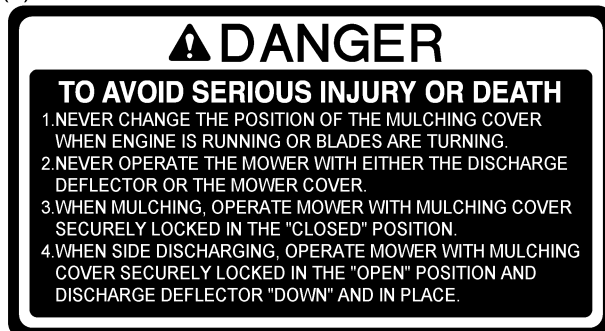 DANGER
TO AVOID SERIOUS INJURY OR DEATH
1.NEVER CHANGE THE POSITION OF THE MULCHING COVER
WHEN ENGINE IS RUNNING OR BLADES ARE TURNING.
2.NEVER OPERATE THE MOWER WITH EITHER THE DISCHARGE
DEFLECTOR OR THE MOWER COVER.
3.WHEN MULCHING, OPERATE MOWER WITH MULCHING COVER
SECURELY LOCKED IN THE "CLOSED" POSITION.
4.WHEN SIDE DISCHARGING, OPERATE MOWER WITH MULCHING
COVER SECURELY LOCKED IN THE "OPEN" POSITION AND
DISCHARGE DEFLECTOR "DOWN" AND IN PLACE.